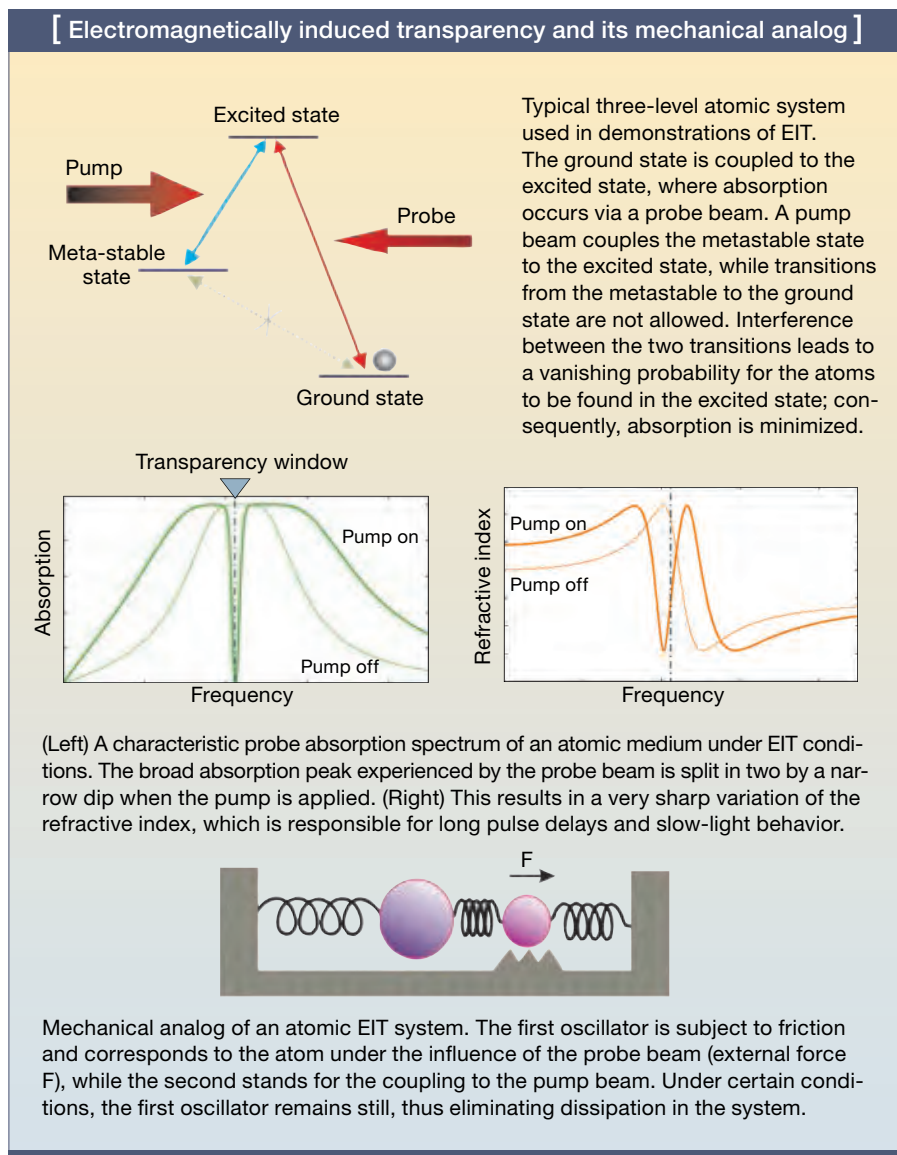 [ Electromagnetically induced transparency and its mechanical analog ]
Excited state
Pump
Probe
Meta-stable
state
Ground state
Typical three-level atomic system
used in demonstrations of EIT.
The ground state is coupled to the
excited state, where absorption
occurs via a probe beam. A pump
beam couples the metastable state
to the excited state, while transitions
from the metastable to the ground
state are not allowed. Interference
between the two transitions leads to
a vanishing probability for the atoms
to be found in the excited state; con-
sequently, absorption is minimized.
Transparency window
Absorption
Pump on
Pump off
Frequency
Refractive index
Pump on
Pump off
Frequency
(Left) A characteristic probe absorption spectrum of an atomic medium under EIT condi-
tions. The broad absorption peak experienced by the probe beam is split in two by a nar-
row dip when the pump is applied. (Right) This results in a very sharp variation of the
refractive index, which is responsible for long pulse delays and slow-light behavior.
F
Mechanical analog of an atomic EIT system. The first oscillator is subject to friction
and corresponds to the atom under the influence of the probe beam (external force
F), while the second stands for the coupling to the pump beam. Under certain condi-
tions, the first oscillator remains still, thus eliminating dissipation in the system.